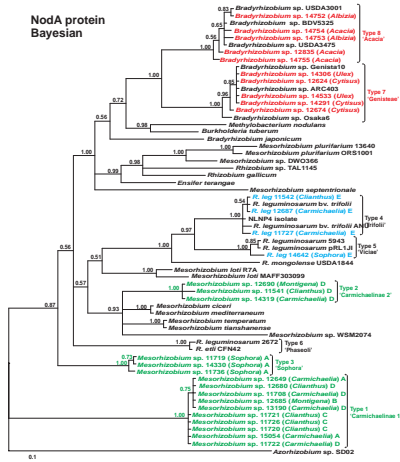 NodA protein
Bayesian
Bradyrhizobium sp. USDA3001
Bradyrhizobium sp. 14752 (Albizia)
Bradyrhizobium sp. BDV5325
Bradyrhizobium sp. 14754 (Acacia)
Bradyrhizobium sp. 14753 (Albizia)
Bradyrhizobium sp. USDA3475
Bradyrhizobium sp. 12835 (Acacia)
Bradyrhizobium sp. 14755 (Acacia)
Type 8
'Acacia'
Bradyrhizobium sp. Genista10
Bradyrhizobium sp. 14306 (Ulex)
Bradyrhizobium sp. 12624 (Cytisus)
Bradyrhizobium sp. ARC403
Bradyrhizobium sp. 14533 (Ulex)
Bradyrhizobium sp. 14291 (Cytisus)
Bradyrhizobium sp. 12674 (Cytisus)
Bradyrhizobium sp. Osaka6
Type 7
'Genisteae'
Methylobacterium nodulans
Burkholderia tuberum
Bradyrhizobium japonicum
Mesorhizobium plurifarium 13640
Mesorhizobium plurifarium ORS1001
Mesorhizobium sp. DWO366
Rhizobium sp. TAL1145
Rhizobium gallicum
Ensifer terangae
Mesorhizobium septentrionale
R. leg 11542 (Clianthus) E
R. leguminosarum bv. trifolii
R. leg 12687 (Carmichaelia) E
NLNP4 isolate
R. leguminosarum bv. trifolii ANU
R. leg 11727 (Carmichaelia) E
Type 4
'Trifolii'
R. leguminosarum 5943
R. leguminosarum pRL1JI
R. leg 14642 (Sophora) E
Type 5
'Viciae'
R. mongolense USDA1844
Mesorhizobium loti R7A
Mesorhizobium loti MAFF303099
Mesorhizobium sp. 12690 (Montigena) D
Mesorhizobium sp. 11541 (Clianthus) D
Mesorhizobium sp. 14319 (Carmichaelia) D
Type 2
'Carmichaelinae 2'
Mesorhizobium ciceri
Mesorhizobium mediterraneum
Mesorhizobium temperatum
Mesorhizobium tianshanense
Mesorhizobium sp. WSM2074
R. leguminosarum 2672
R. etli CFN42
Type 6
'Phaseoli'
Mesorhizobium sp. 11719 (Sophora) A
Mesorhizobium sp. 14330 (Sophora) A
Mesorhizobium sp. 11736 (Sophora) A
Type 3
'Sophora'
Mesorhizobium sp. 12649 (Carmichaelia) A
Mesorhizobium sp. 12680 (Clianthus) D
Mesorhizobium sp. 11708 (Carmichaelia) D
Mesorhizobium sp. 12685 (Montigena) B
Mesorhizobium sp. 13190 (Carmichaelia) D
Mesorhizobium sp. 11721 (Clianthus) C
Mesorhizobium sp. 11726 (Clianthus) C
Mesorhizobium sp. 11720 (Clianthus) C
Mesorhizobium sp. 15054 (Carmichaelia) A
Mesorhizobium sp. 11722 (Carmichaelia) D
Type 1
'Carmichaelinae 1'
Azorhizobium sp. SD02
0.1